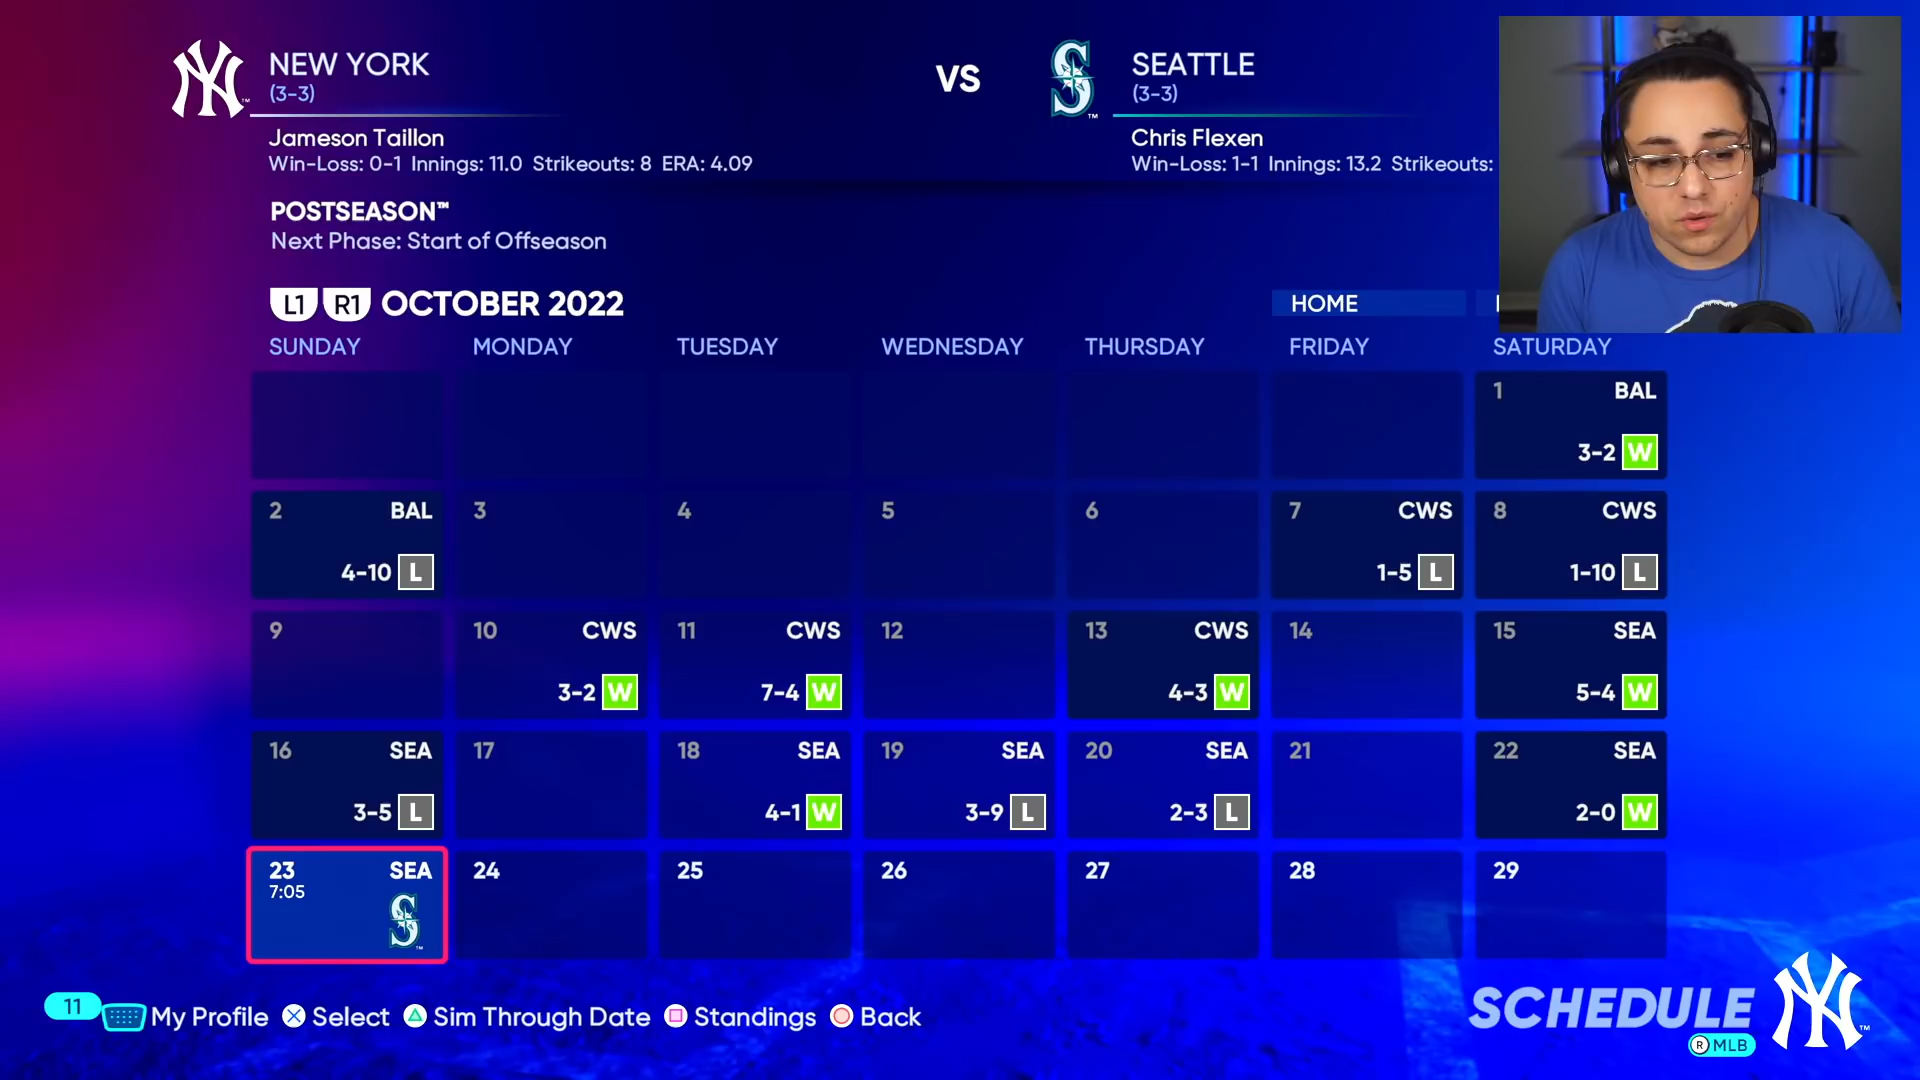 NEW YORK
(3-3)
Jameson Taillon
Win-Loss: 0-1 Innings: 11.0 Strikeouts: 8 ERA: 4.09
VS
SEATTLE
(3-3)
Chris Flexen
Win-Loss: 1-1 Innings: 13.2 Strikeouts:
POSTSEASON™
Next Phase: Start of Offseason
L1 R1 OCTOBER 2022
HOME
SUNDAY MONDAY TUESDAY WEDNESDAY THURSDAY FRIDAY SATURDAY
1 BAL
3-2 W
2 BAL 3 4 5 6 7 CWS 8 CWS
4-10 L 1-5 L 1-10 L
9 10 CWS 11 CWS 12 13 CWS 14 15 SEA
3-2 W 7-4 W 4-3 W 5-4 W
16 SEA 17 18 SEA 19 SEA 20 SEA 21 22 SEA
3-5 L 4-1 W 3-9 L 2-3 L 2-0 W
23 SEA 24 25 26 27 28 29
7:05
11 My Profile Select Sim Through Date Standings Back
SCHEDULE
R MLB